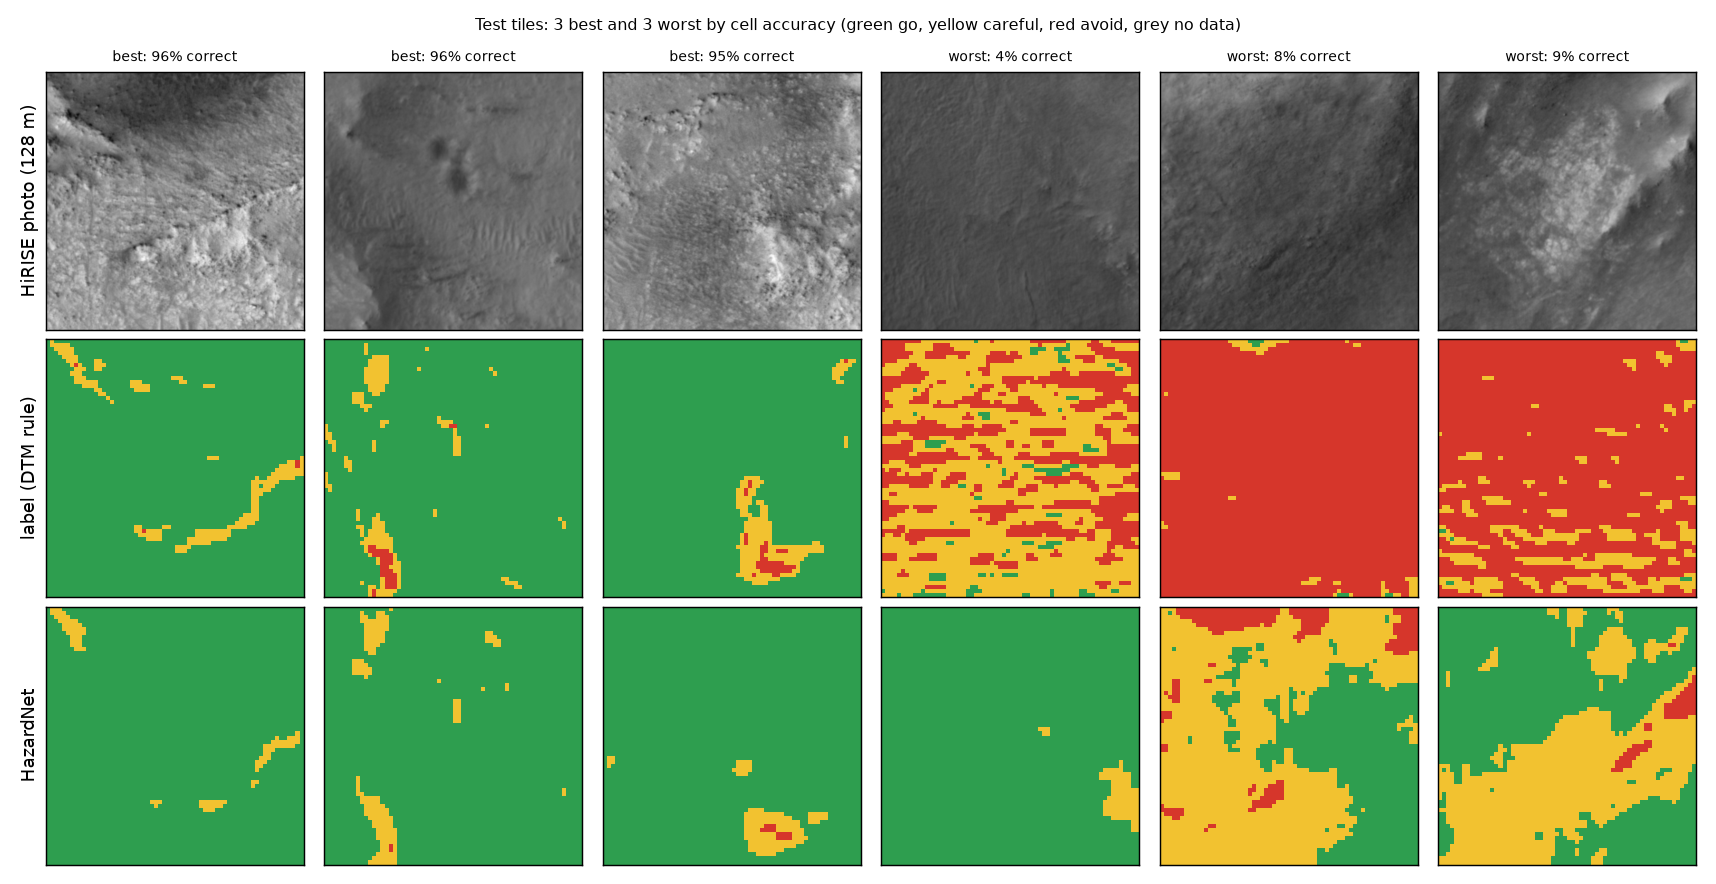 Test tiles: 3 best and 3 worst by cell accuracy (green go, yellow careful, red avoid, grey no data)
best: 96% correct
best: 96% correct
best: 95% correct
worst: 4% correct
worst: 8% correct
worst: 9% correct
HiRISE photo (128 m)
label (DTM rule)
HazardNet